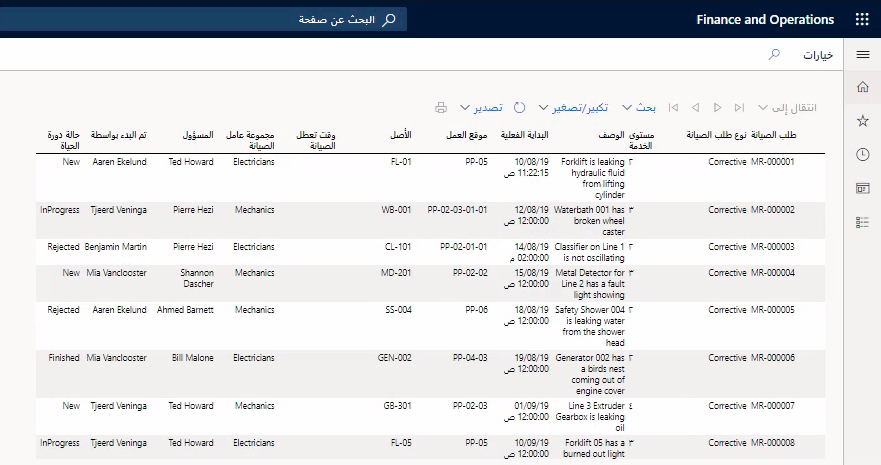 Finance and Operations
البحث عن صفحة
خيارات
انتقال إلى
بحث
تكبير/تصغير
تصدير
طلب الصيانة نوع طلب الصيانة مستوى الخدمة الوصف البداية الفعلية موقع العمل الأصل وقت تعطل الصيانة مجموعة عامل الصيانة المسؤول تم البدء بواسطة حالة دورة الحياة
MR-000001 Corrective ٢ Forklift is leaking 10/08/19 PP-05 FL-01 Electricians Ted Howard Aaren Ekelund New
hydraulic fluid 11:22:15 ص
from lifting
cylinder
MR-000002 Corrective ٣ Waterbath 001 has 12/08/19 PP-02-03-01-01 WB-001 Mechanics Pierre Hezi Tjeerd Veninga InProgress
broken wheel 12:00:00 ص
caster
MR-000003 Corrective ٢ Classifier on Line 1 14/08/19 PP-02-01-01 CL-101 Electricians Pierre Hezi Benjamin Martin Rejected
is not oscillating 02:00:00 م
MR-000004 Corrective ٣ Metal Detector for 15/08/19 PP-02-02 MD-201 Mechanics Shannon Mia Vanclooster New
Line 2 has a fault 12:00:00 ص Dascher
light showing
MR-000005 Corrective ٢ Safety Shower 004 18/08/19 PP-06 SS-004 Mechanics Ahmed Barnett Aaren Ekelund Rejected
is leaking water 12:00:00 ص
from the shower
head
MR-000006 Corrective ٢ Generator 002 has 19/08/19 PP-04-03 GEN-002 Electricians Bill Malone Mia Vanclooster Finished
a birds nest 12:00:00 ص
coming out of
engine cover
MR-000007 Corrective ٤ Line 3 Extruder 01/09/19 PP-02-03 GB-301 Mechanics Ted Howard Tjeerd Veninga New
Gearbox is leaking 12:00:00 ص
oil
MR-000008 Corrective ٣ Forklift 05 has a 10/09/19 PP-05 FL-05 Electricians Ted Howard Tjeerd Veninga InProgress
burned out light 12:00:00 ص